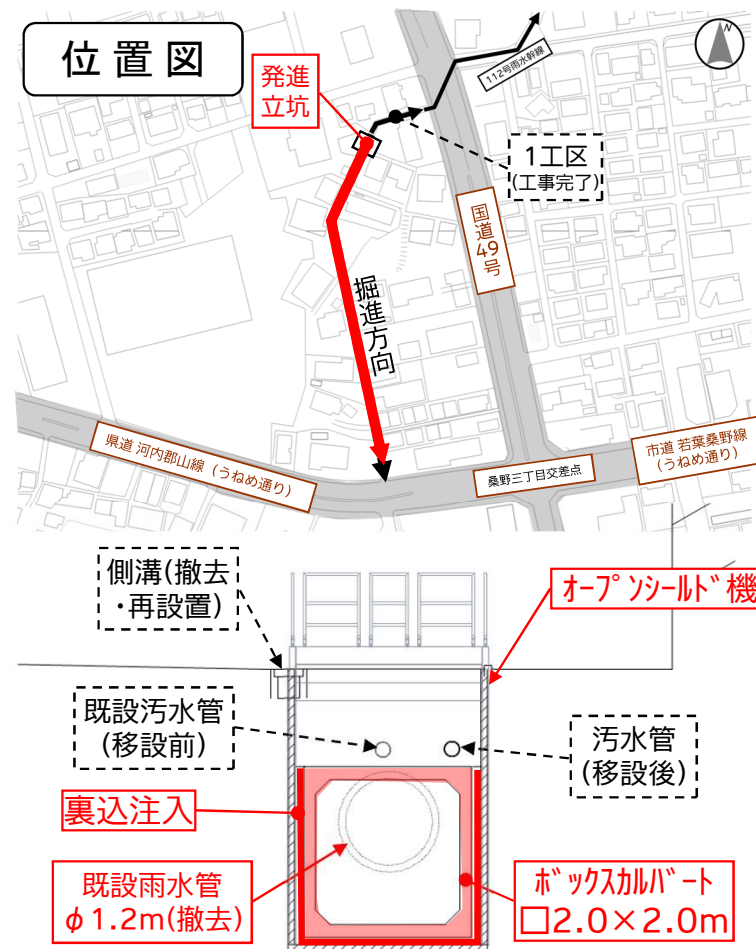 位置図
N
112号雨水幹線
発進
立坑
1工区
(工事完了)
国道49号
掘進方向
県道 河内郡山線（うねめ通り）
桑野三丁目交差点
市道 若葉桑野線
（うねめ通り）
側溝(撤去
・再設置）
オープンシールド機
既設汚水管
(移設前)
汚水管
(移設後)
裏込注入
既設雨水管
φ1.2m(撤去)
ボックスカルバート
□2.0×2.0m